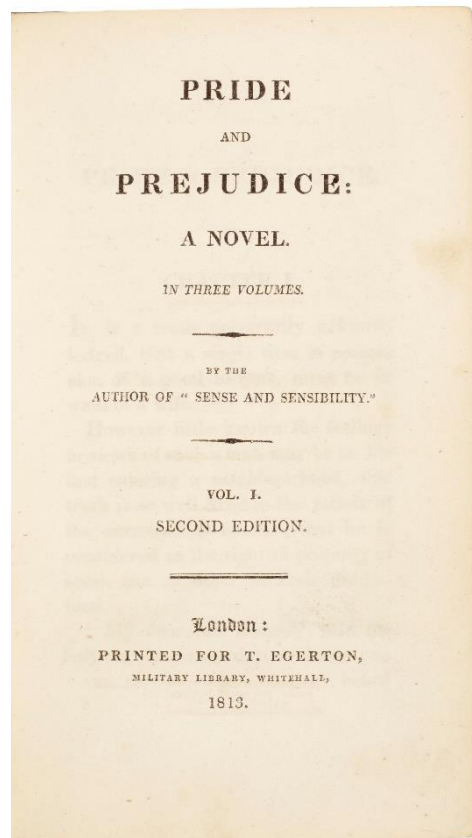 PRIDE
AND
PREJUDICE:
A NOVEL.
IN THREE VOLUMES.
BY THE
AUTHOR OF " SENSE AND SENSIBILITY."
VOL. I.
SECOND EDITION.
London:
PRINTED FOR T. EGERTON,
MILITARY LIBRARY, WHITEHALL,
1813.